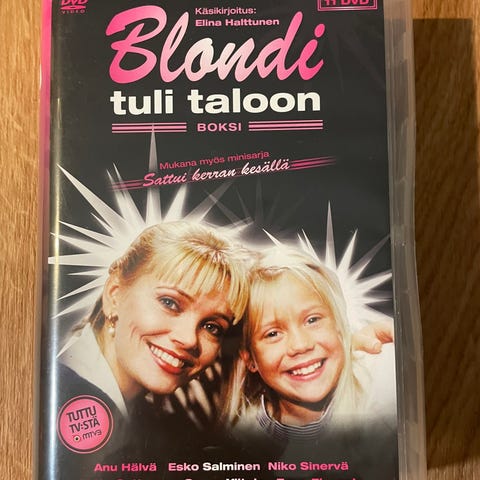 DVD
VIDEO
Käsikirjoitus:
Elina Halttunen
11 DVD
Blondi
tuli taloon
BOKSI
Mukana myös minisarja
Sattui kerran kesällä
TUTTU
TV:STÄ
MTV3
Anu Hälvä Esko Salminen Niko Sinervä